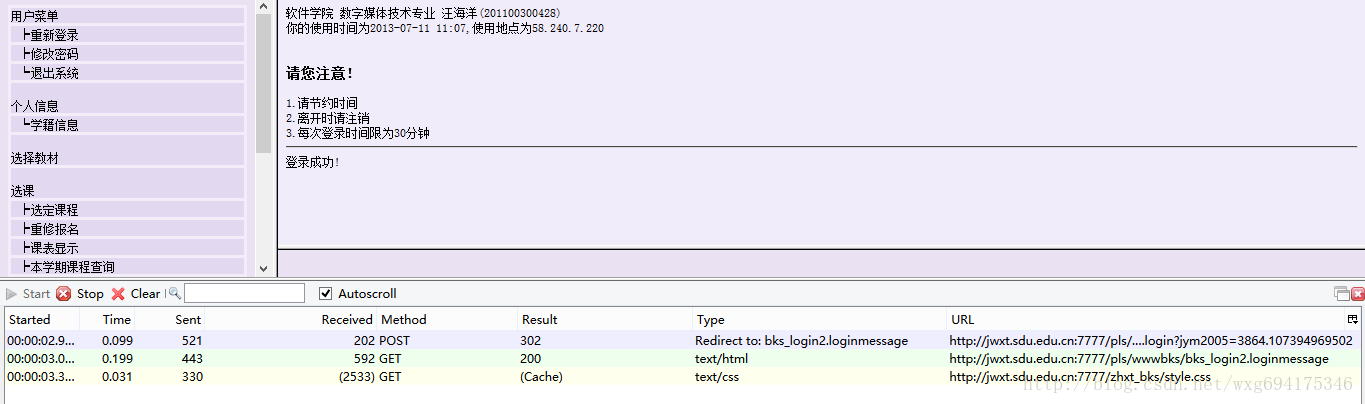 用户菜单
┝重新登录
┝修改密码
┕退出系统
个人信息
┕学籍信息
选择教材
选课
┝选定课程
┝重修报名
┝课表显示
┝本学期课程查询
软件学院 数字媒体技术专业 汪海洋(201100300428)
你的使用时间为2013-07-11 11:07,使用地点为58.240.7.220
请您注意!
1.请节约时间
2.离开时请注销
3.每次登录时间限为30分钟
登录成功!
Start Stop Clear Autoscroll
Started Time Sent Received Method Result Type URL
00:00:02.9... 0.099 521 202 POST 302 Redirect to: bks_login2.loginmessage http://jwxt.sdu.edu.cn:7777/pls/....login?jym2005=3864.107394969502
00:00:03.0... 0.199 443 592 GET 200 text/html http://jwxt.sdu.edu.cn:7777/pls/wwwbks/bks_login2.loginmessage
00:00:03.3... 0.031 330 (2533) GET (Cache) text/css http://jwxt.sdu.edu.cn:7777/zhxt_bks/style.css
http://blog.csdn.net/wxg694175346